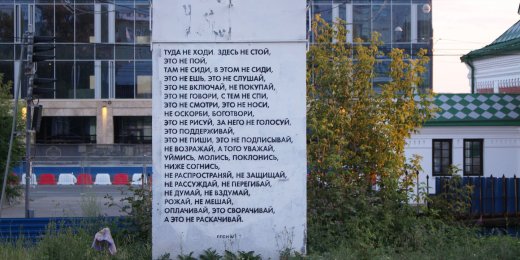 ТУДА НЕ ХОДИ. ЗДЕСЬ НЕ СТОЙ,
ЭТО НЕ ПОЙ,
ТАМ НЕ СИДИ, В ЭТОМ НЕ СИДИ,
ЭТО НЕ ЕШЬ, ЭТО НЕ СЛУШАЙ,
ЭТО НЕ ВКЛЮЧАЙ, НЕ ПОКУПАЙ,
ЭТО НЕ ГОВОРИ, С ТЕМ НЕ СПИ,
ЭТО НЕ СМОТРИ, ЭТО НЕ НОСИ,
НЕ ОСКОРБИ, БОГОТВОРИ,
ЭТО НЕ РИСУЙ, ЗА НЕГО НЕ ГОЛОСУЙ,
ЭТО ПОДДЕРЖИВАЙ,
ЭТО НЕ ПИШИ, ЭТО НЕ ПОДПИСЫВАЙ,
НЕ ВОЗРАЖАЙ, А ТОГО УВАЖАЙ,
УЙМИСЬ, МОЛИСЬ, ПОКЛОНИСЬ,
НИЖЕ СОГНИСЬ,
НЕ РАСПРОСТРАНЯЙ, НЕ ЗАЩИЩАЙ,
НЕ РАССУЖДАЙ, НЕ ПЕРЕГИБАЙ,
НЕ ДУМАЙ, НЕ ВЗДУМАЙ,
РОЖАЙ, НЕ МЕШАЙ,
ОПЛАЧИВАЙ, ЭТО СВОРАЧИВАЙ,
А ЭТО НЕ РАСКАЧИВАЙ.